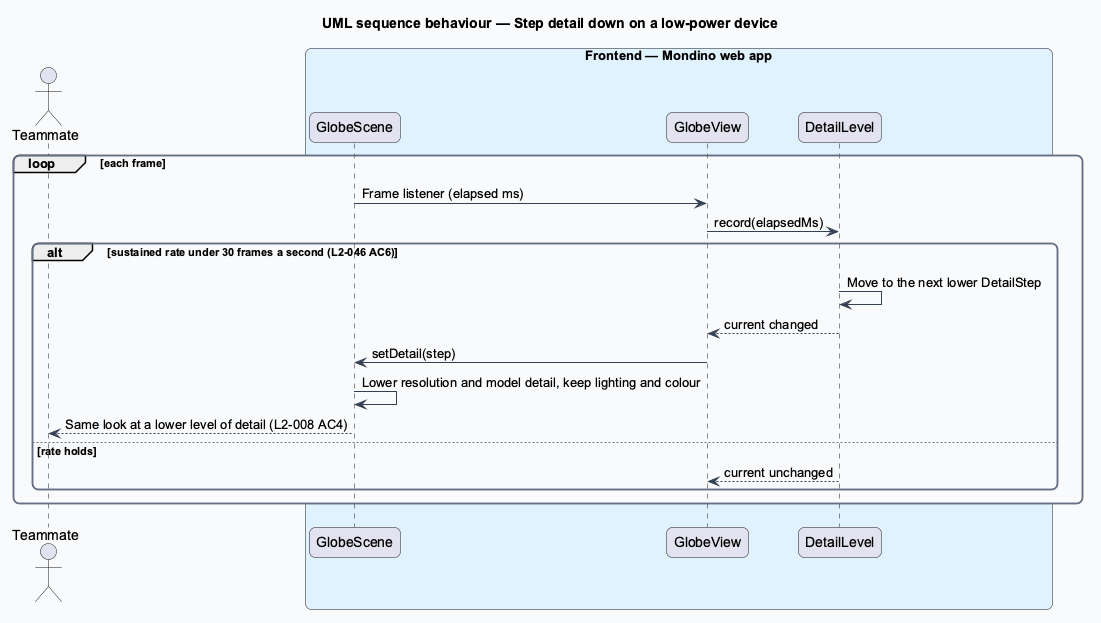 UML sequence behaviour — Step detail down on a low-power device
Frontend — Mondino web app
Teammate
GlobeScene
GlobeView
DetailLevel
loop
[each frame]
Frame listener (elapsed ms)
record(elapsedMs)
alt
[sustained rate under 30 frames a second (L2-046 AC6)]
Move to the next lower DetailStep
current changed
setDetail(step)
Lower resolution and model detail, keep lighting and colour
Same look at a lower level of detail (L2-008 AC4)
[rate holds]
current unchanged
Teammate
GlobeScene
GlobeView
DetailLevel